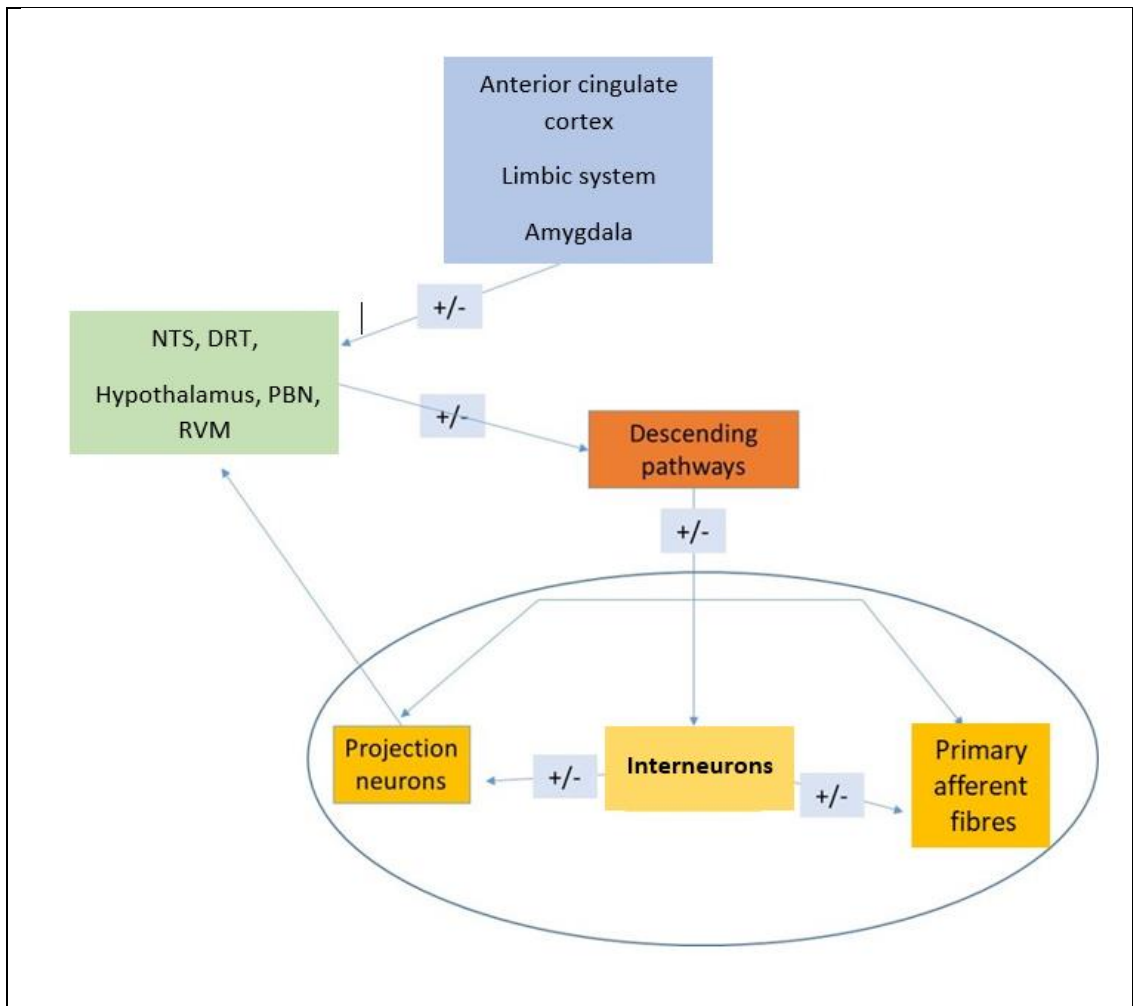 Anterior cingulate
cortex
Limbic system
Amygdala
+/-
NTS, DRT,
Hypothalamus, PBN,
RVM
+/-
Descending
pathways
+/-
Projection
neurons
+/-
Interneurons
+/-
Primary
afferent
fibres